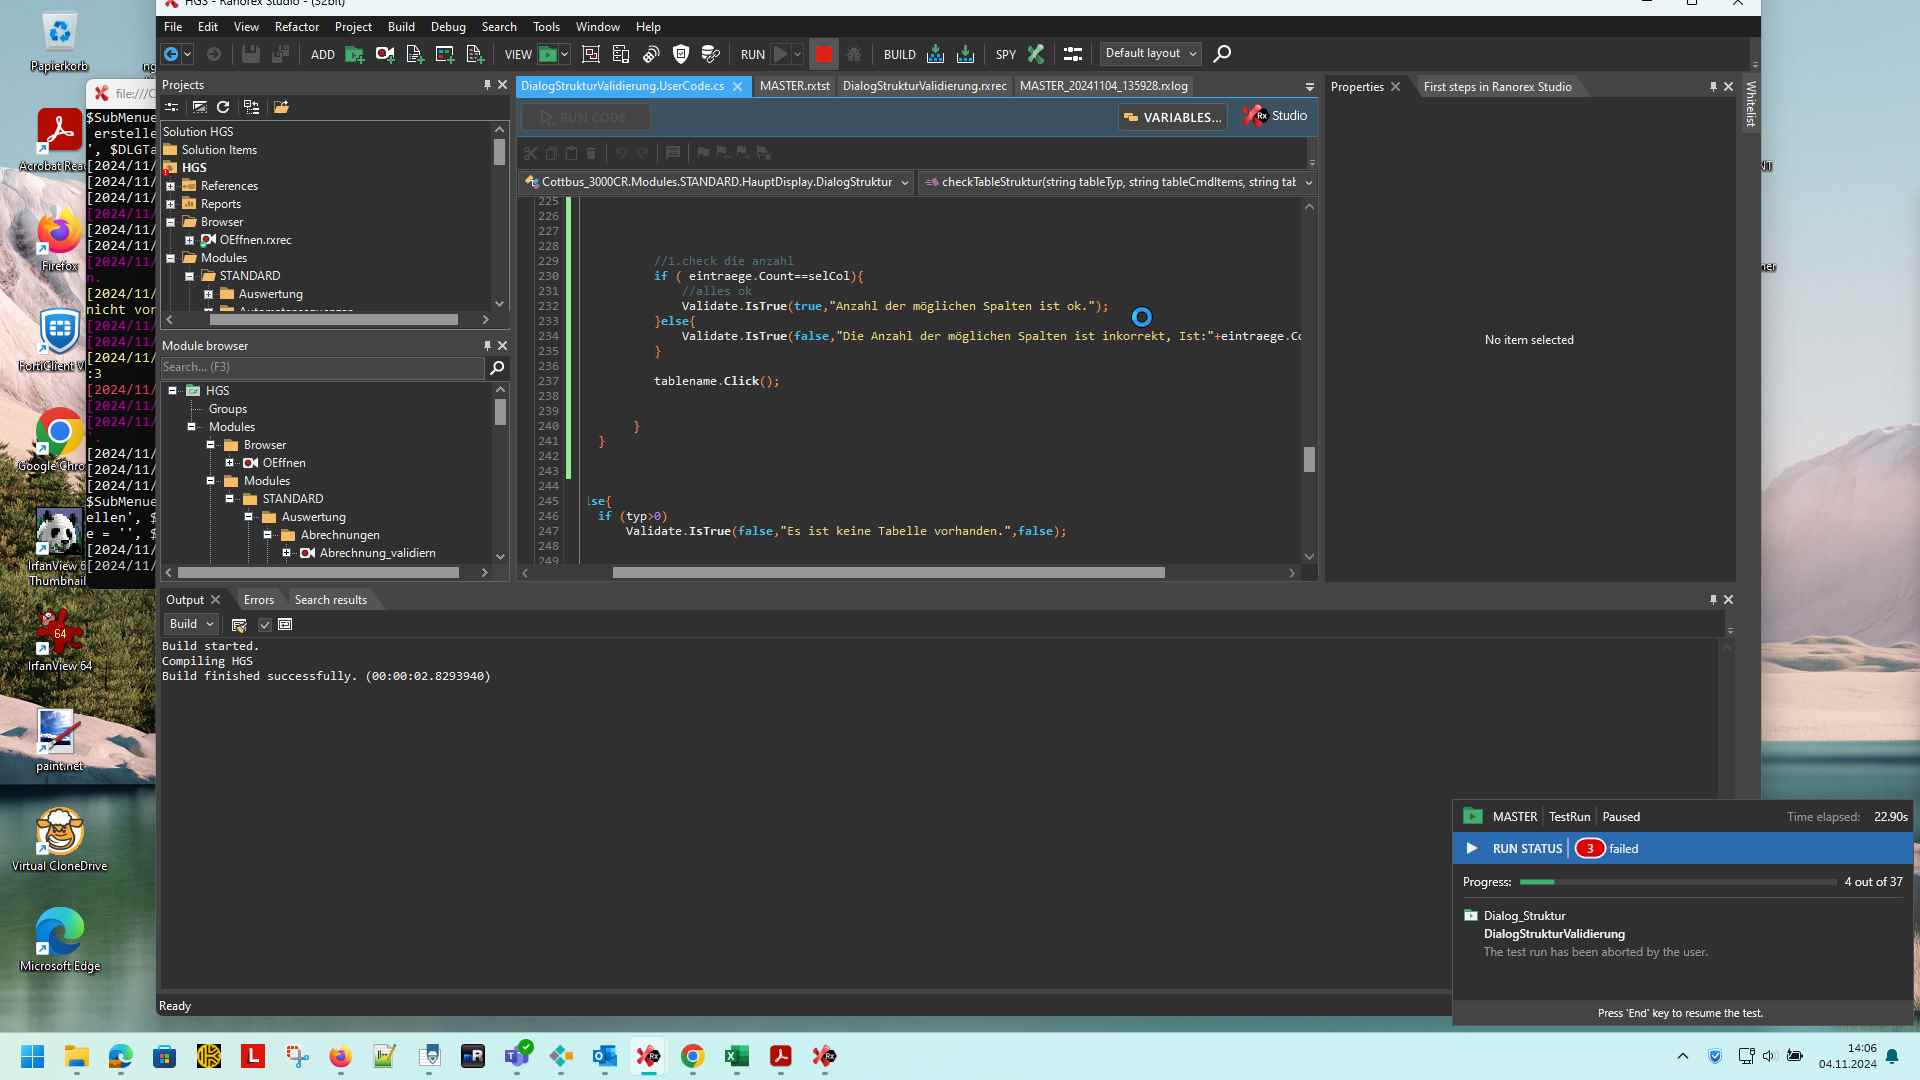 HGS - Ranorex Studio - (32bit)
File Edit View Refactor Project Build Debug Search Tools Window Help
ADD VIEW RUN BUILD SPY Default layout
Projects
Solution HGS
Solution Items
HGS
References
Reports
Browser
OEffnen.rxrec
Modules
STANDARD
Auswertung
Module browser
Search... (F3)
HGS
Groups
Modules
Browser
OEffnen
Modules
STANDARD
Auswertung
Abrechnungen
Abrechnung_validiern
DialogStrukturValidierung.UserCode.cs MASTER.rxtst DialogStrukturValidierung.rxrec MASTER_20241104_135928.rxlog
RUN CODE VARIABLES... Rx Studio
Cottbus_3000CR.Modules.STANDARD.HauptDisplay.DialogStruktur checkTableStruktur(string tableTyp, string tableCmdItems, string tab
225
226
227
228
229 //1.check die anzahl
230 if ( eintraege.Count==selCol){
231 //alles ok
232 Validate.IsTrue(true,"Anzahl der möglichen Spalten ist ok.");
233 }else{
234 Validate.IsTrue(false,"Die Anzahl der möglichen Spalten ist inkorrekt, Ist:"+eintraege.Co
235 }
236
237 tablename.Click();
238
239
240 }
241 }
242
243
244
245 lse{
246 if (typ>0)
247 Validate.IsTrue(false,"Es ist keine Tabelle vorhanden.",false);
248
249
Properties First steps in Ranorex Studio
No item selected
Whitelist
Output Errors Search results
Build
Build started.
Compiling HGS
Build finished successfully. (00:00:02.8293940)
Ready
MASTER TestRun Paused Time elapsed: 22.90s
RUN STATUS 3 failed
Progress: 4 out of 37
Dialog_Struktur
DialogStrukturValidierung
The test run has been aborted by the user.
Press 'End' key to resume the test.
file:///C
$SubMenue
erstelle
', $DLGTa
[2024/11/
[2024/11/
[2024/11/
[2024/11/
[2024/11/
[2024/11/
[2024/11/
n.
[2024/11/
nicht vor
[2024/11/
[2024/11/
[2024/11/
:3
[2024/11/
[2024/11/
[2024/11/
'.
[2024/11/
[2024/11/
[2024/11/
$SubMenue
ellen', $
e = '', $
[2024/11/
[2024/11/
Papierkorb
Acrobat Read
Firefox
FortiClient V
Google Chro
IrfanView 6
Thumbnail
64
IrfanView 64
paint.net
Virtual CloneDrive
Microsoft Edge
14:06
04.11.2024